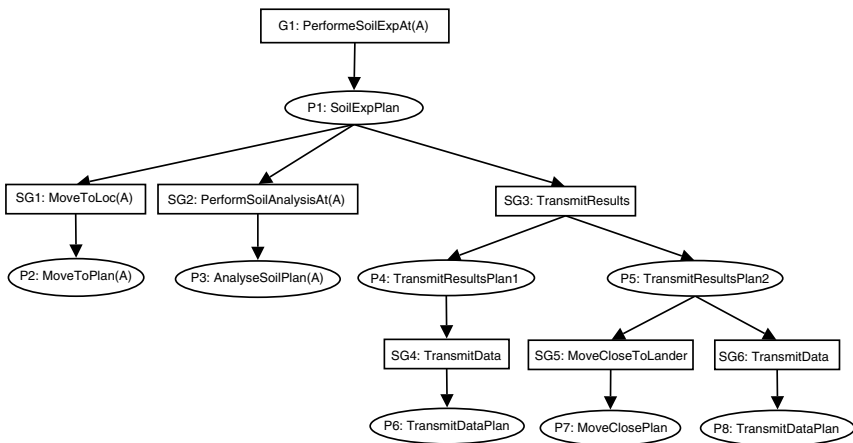 G1: PerformeSoilExpAt(A)
P1: SoilExpPlan
SG1: MoveToLoc(A)
SG2: PerformSoilAnalysisAt(A)
SG3: TransmitResults
P2: MoveToPlan(A)
P3: AnalyseSoilPlan(A)
P4: TransmitResultsPlan1
P5: TransmitResultsPlan2
SG4: TransmitData
SG5: MoveCloseToLander
SG6: TransmitData
P6: TransmitDataPlan
P7: MoveClosePlan
P8: TransmitDataPlan